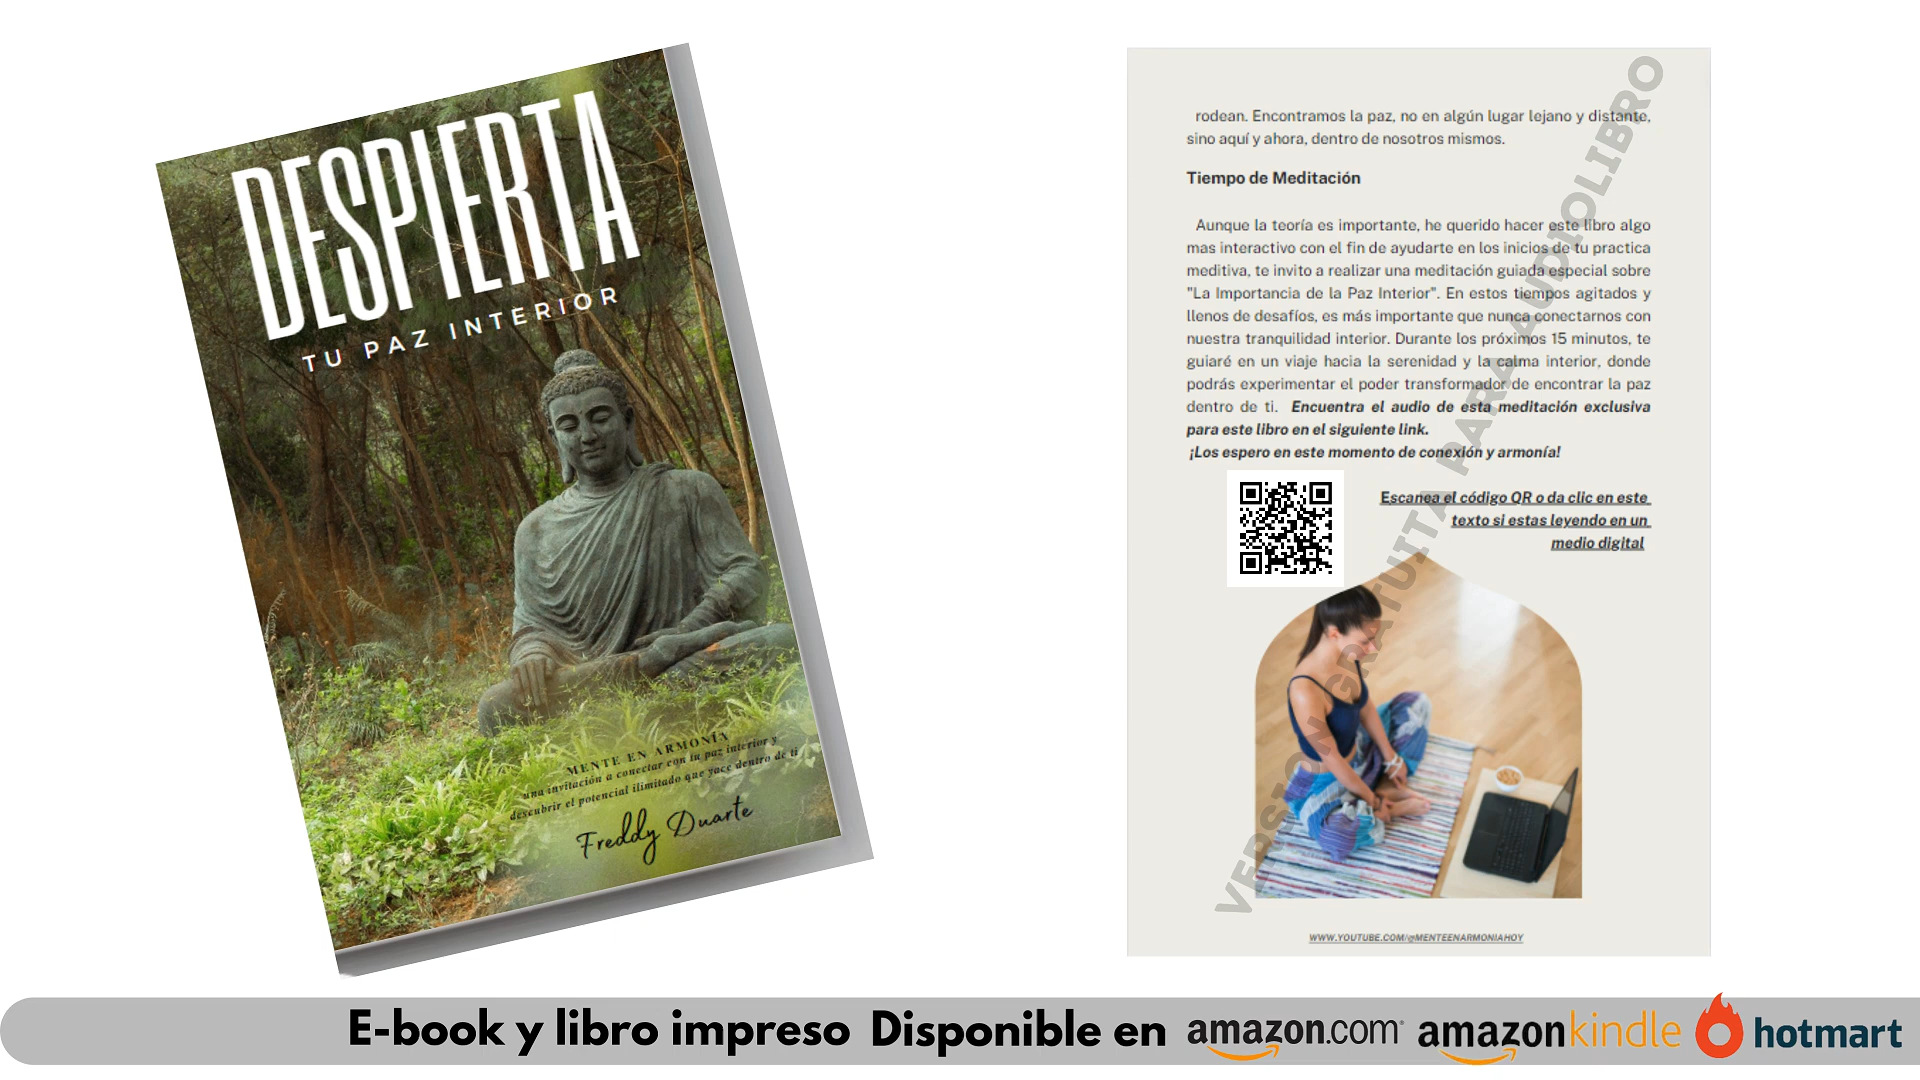 DESPIERTA
TU PAZ INTERIOR
MENTE EN ARMONÍA
una invitación a conectar con tu paz interior y
descubrir el potencial ilimitado que yace dentro de ti
Freddy Duarte
rodean. Encontramos la paz, no en algún lugar lejano y distante,
sino aquí y ahora, dentro de nosotros mismos.
Tiempo de Meditación
Aunque la teoría es importante, he querido hacer este libro algo
mas interactivo con el fin de ayudarte en los inicios de tu practica
meditiva, te invito a realizar una meditación guiada especial sobre
"La Importancia de la Paz Interior". En estos tiempos agitados y
llenos de desafíos, es más importante que nunca conectarnos con
nuestra tranquilidad interior. Durante los próximos 15 minutos, te
guiaré en un viaje hacia la serenidad y la calma interior, donde
podrás experimentar el poder transformador de encontrar la paz
dentro de ti. Encuentra el audio de esta meditación exclusiva
para este libro en el siguiente link.
¡Los espero en este momento de conexión y armonía!
Escanea el código QR o da clic en este
texto si estas leyendo en un
medio digital
VERSION GRATUITA PARA AUDIOLIBRO
WWW.YOUTUBE.COM/@MENTEENARMONIAHOY
E-book y libro impreso Disponible en amazon.com amazonkindle hotmart